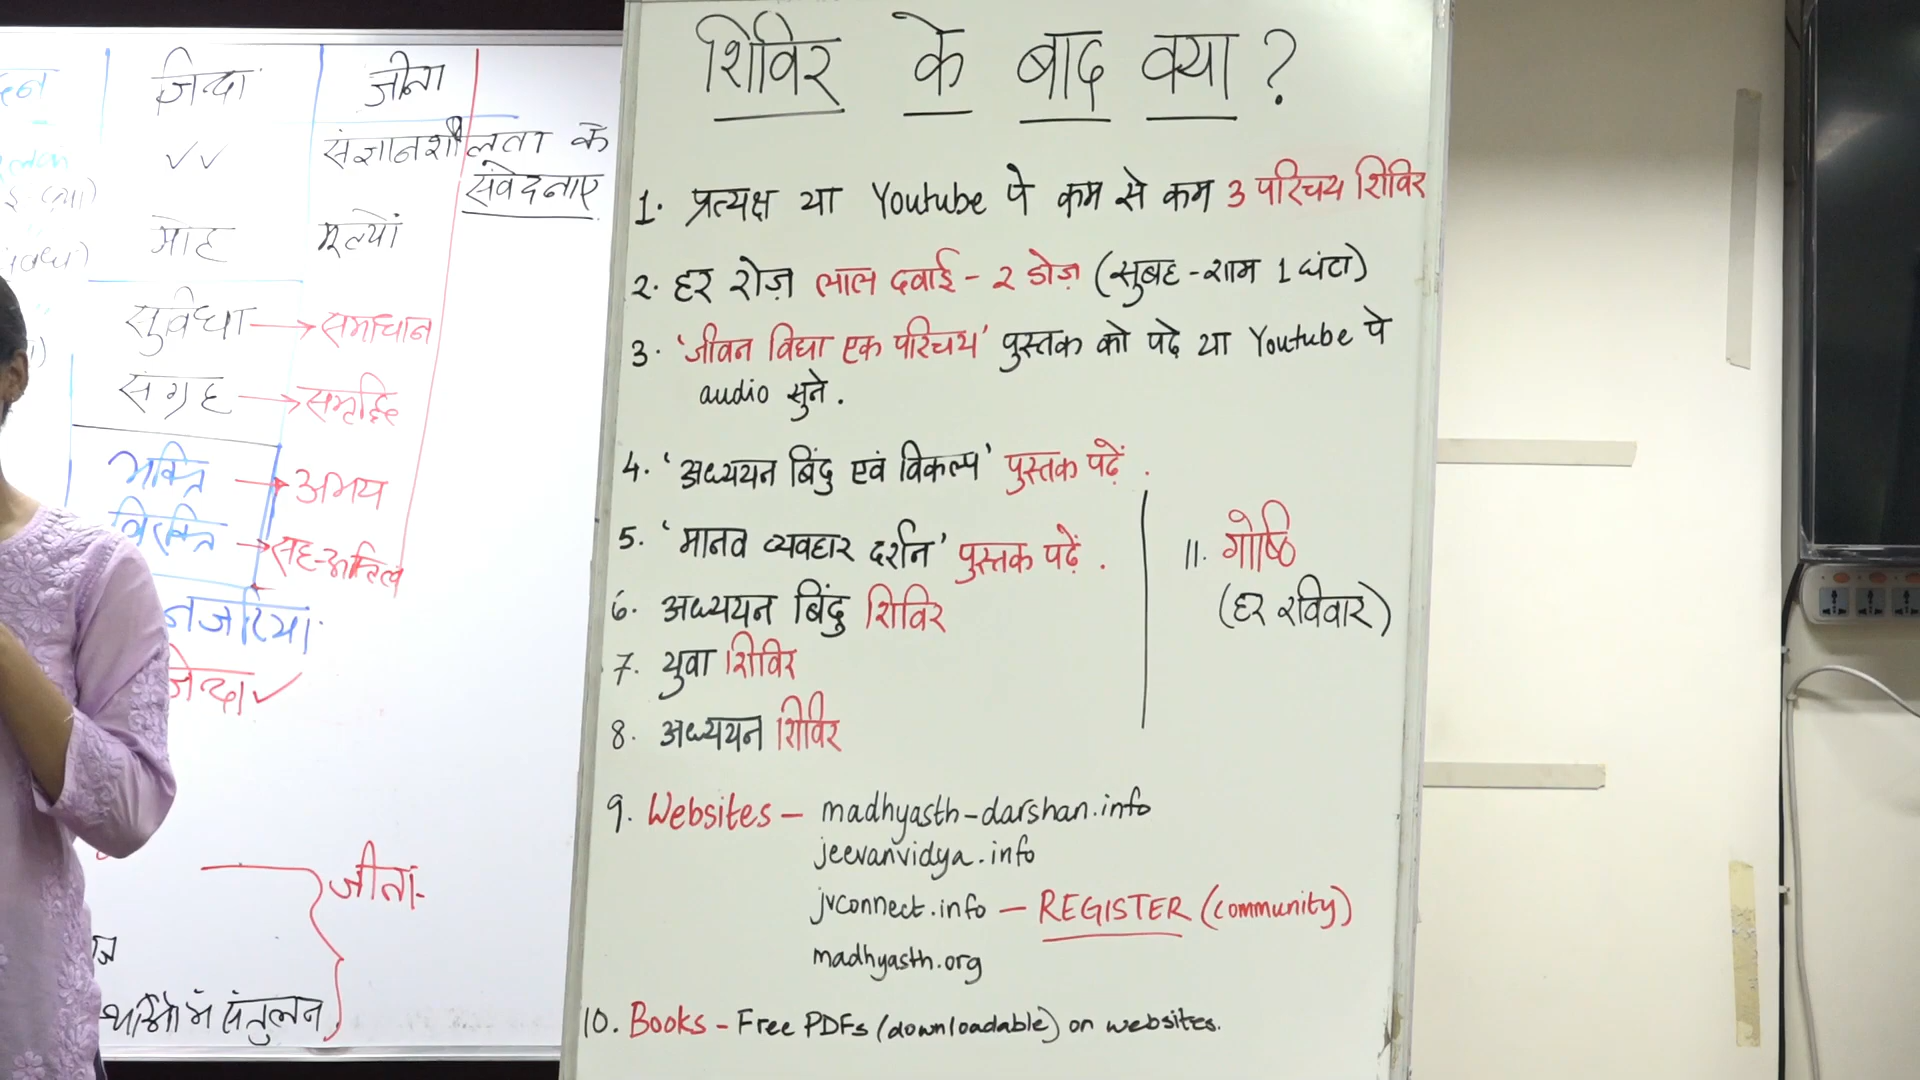 जिन्दा
जीना
✓✓
संज्ञानशीलता के
संवेदनाए
मोह
मूल्यों
सुविधा → समाधान
संग्रह → समृद्धि
भक्ति → अभय
विरक्ति → सह-अस्तित्व
नजरिया
जीना-
में संतुलन
शिविर के बाद क्या ?
1. प्रत्यक्ष या Youtube पे कम से कम 3 परिचय शिविर
2. हर रोज़ लाल दवाई - 2 डोज़ (सुबह - शाम 1 घंटा)
3. 'जीवन विद्या एक परिचय' पुस्तक को पढ़े या Youtube पे
audio सुने.
4. 'अध्ययन बिंदु एवं विकल्प' पुस्तक पढ़ें .
5. 'मानव व्यवहार दर्शन' पुस्तक पढ़ें .
6. अध्ययन बिंदु शिविर
7. युवा शिविर
8. अध्ययन शिविर
11. गोष्ठि
(हर रविवार)
9. Websites - madhyasth-darshan.info
jeevanvidya.info
jvconnect.info - REGISTER (community)
madhyasth.org
10. Books - Free PDFs (downloadable) on websites.